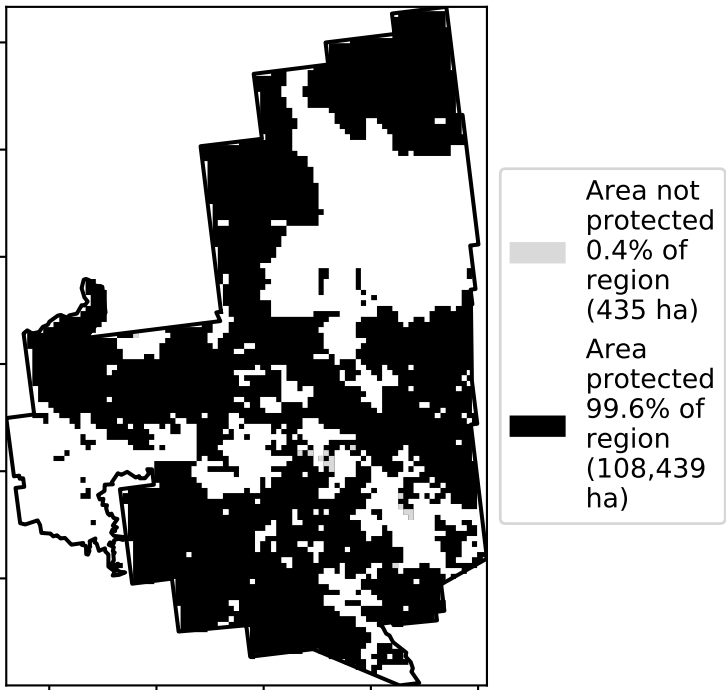 Area not
protected
0.4% of
region
(435 ha)
Area
protected
99.6% of
region
(108,439
ha)